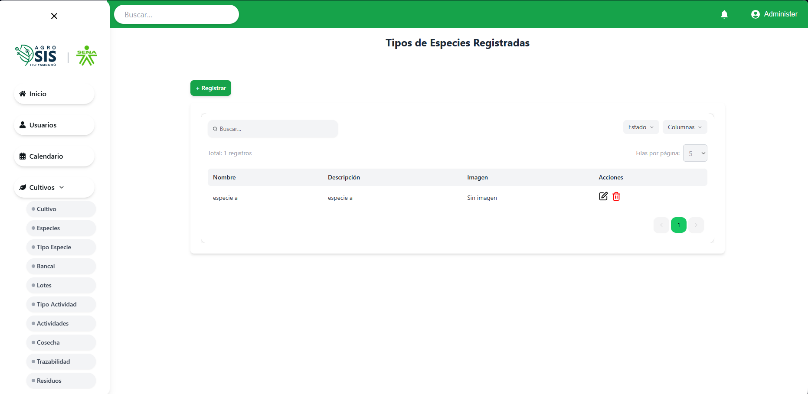 Buscar...
Administer
AGRO
SIS
SENA
Tipos de Especies Registradas
+ Registrar
Inicio
Usuarios
Calendario
Cultivos
Cultivo
Especies
Tipo Especie
Bancal
Lotes
Tipo Actividad
Actividades
Cosecha
Trazabilidad
Residuos
Buscar...
Estado
Columnas
Total: 1 registros
Filas por página:
5
Nombre
Descripción
Imagen
Acciones
especie a
especie a
Sin imagen
1